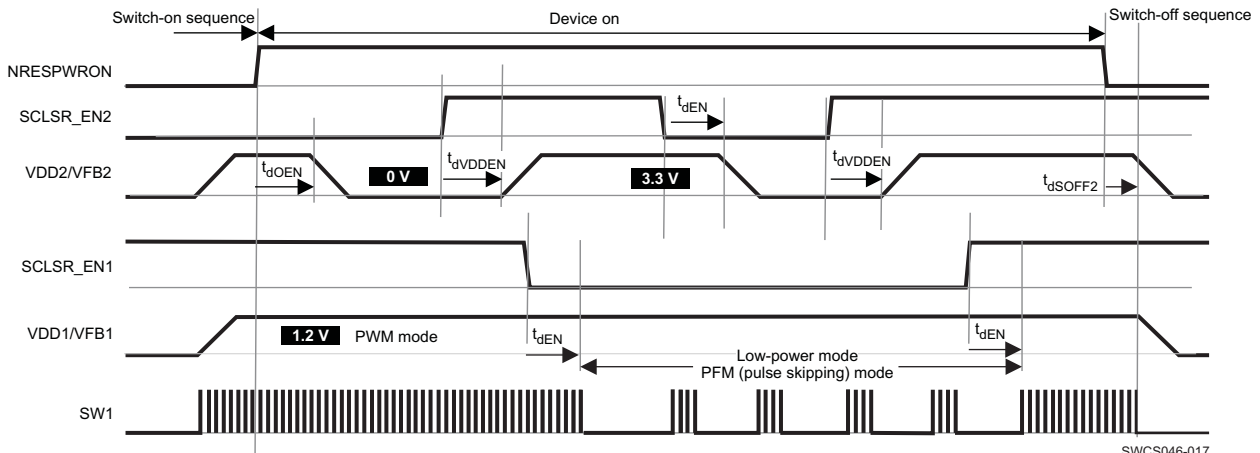 Switch-on sequence
Device on
Switch-off sequence
NRESPWRON
SCLSR_EN2
tdEN
VDD2/VFB2
tdOEN
0 V
tdVDDEN
3.3 V
tdVDDEN
tdSOFF2
SCLSR_EN1
VDD1/VFB1
1.2 V
PWM mode
tdEN
tdEN
Low-power mode
PFM (pulse skipping) mode
SW1
SWCS046-017